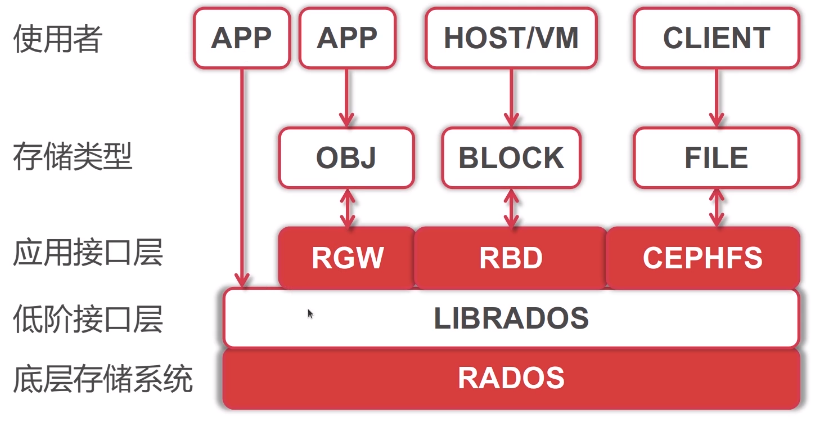 使用者
APP
APP
HOST/VM
CLIENT
存储类型
OBJ
BLOCK
FILE
应用接口层
RGW
RBD
CEPHFS
低阶接口层
LIBRADOS
底层存储系统
RADOS